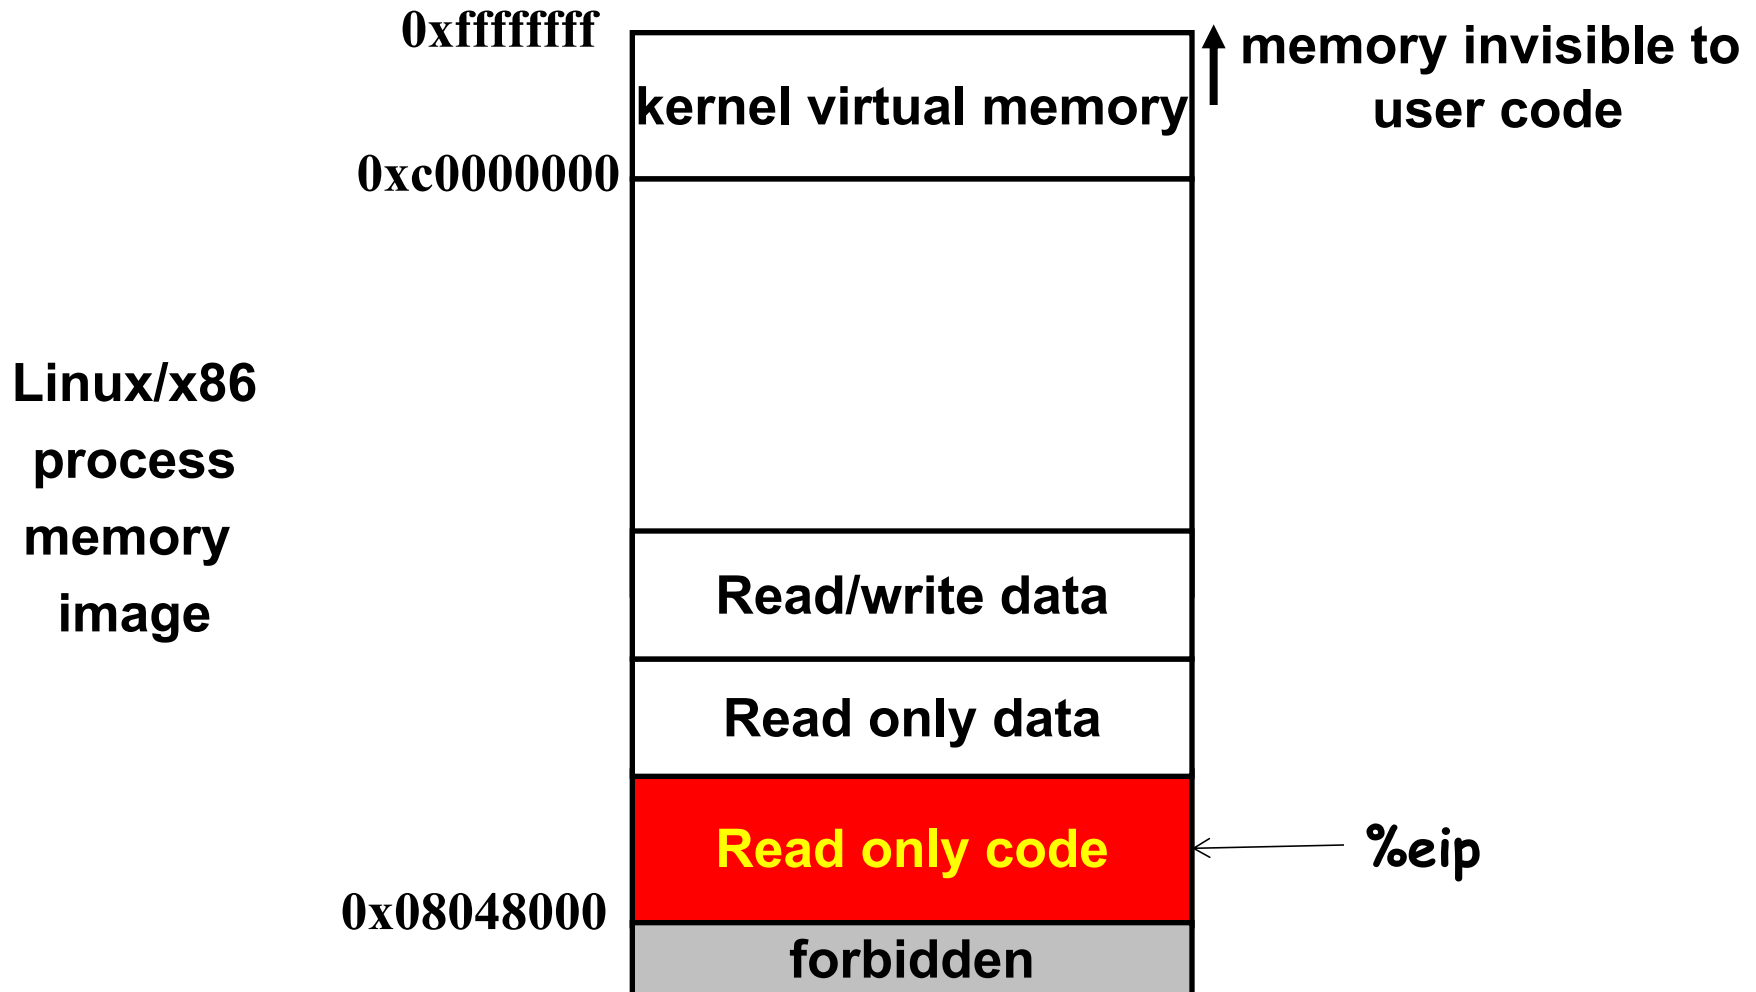 0xffffffff
memory invisible to
user code
kernel virtual memory
0xc0000000
Linux/x86
process
memory
image
Read/write data
Read only data
Read only code
%eip
0x08048000
forbidden